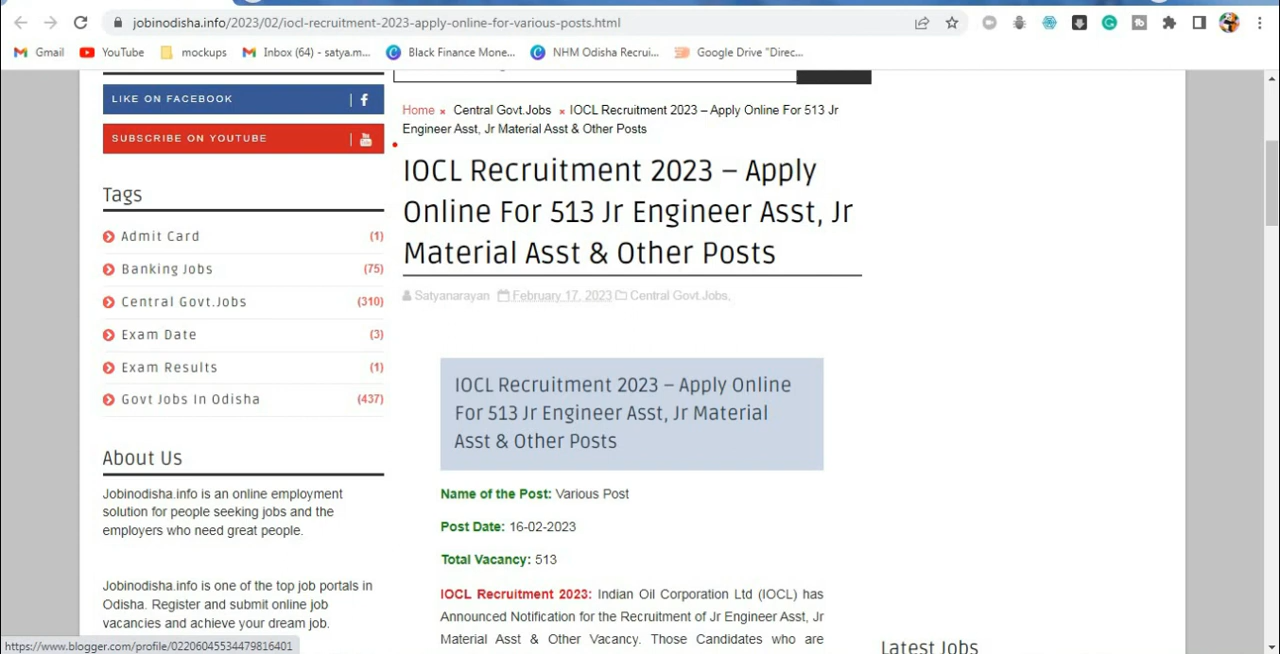 jobinodisha.info/2023/02/iocl-recruitment-2023-apply-online-for-various-posts.html
Gmail YouTube mockups Inbox (64) - satya.m... Black Finance Mone... NHM Odisha Recrui... Google Drive "Direc...
LIKE ON FACEBOOK
SUBSCRIBE ON YOUTUBE
Tags
Admit Card (1)
Banking Jobs (75)
Central Govt.Jobs (310)
Exam Date (3)
Exam Results (1)
Govt Jobs In Odisha (437)
About Us
Jobinodisha.info is an online employment
solution for people seeking jobs and the
employers who need great people.
Jobinodisha.info is one of the top job portals in
Odisha. Register and submit online job
vacancies and achieve your dream job.
Home × Central Govt.Jobs × IOCL Recruitment 2023 – Apply Online For 513 Jr
Engineer Asst, Jr Material Asst & Other Posts
IOCL Recruitment 2023 – Apply
Online For 513 Jr Engineer Asst, Jr
Material Asst & Other Posts
Satyanarayan February 17, 2023 Central Govt.Jobs,
IOCL Recruitment 2023 – Apply Online
For 513 Jr Engineer Asst, Jr Material
Asst & Other Posts
Name of the Post: Various Post
Post Date: 16-02-2023
Total Vacancy: 513
IOCL Recruitment 2023: Indian Oil Corporation Ltd (IOCL) has
Announced Notification for the Recruitment of Jr Engineer Asst, Jr
Material Asst & Other Vacancy. Those Candidates who are
Latest Jobs
https://www.blogger.com/profile/02206045534479816401